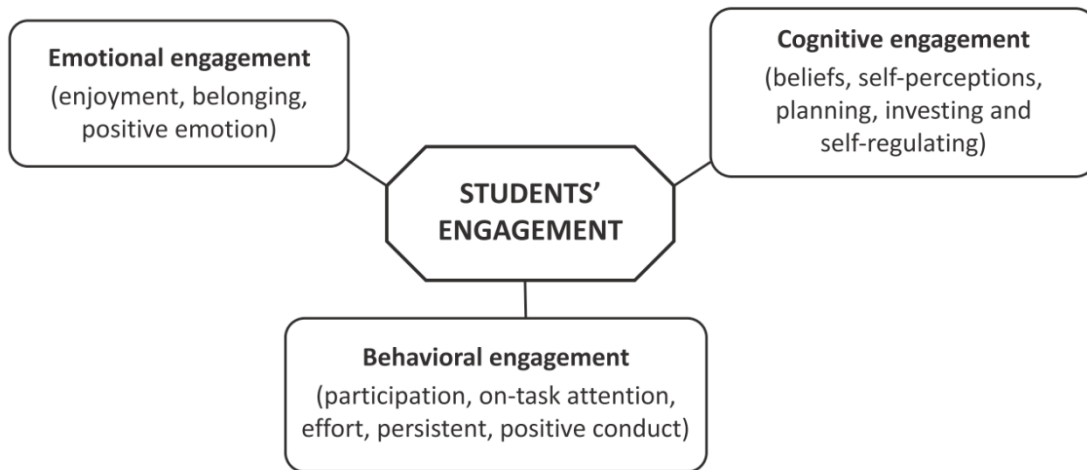 Emotional engagement
(enjoyment, belonging,
positive emotion)
Cognitive engagement
(beliefs, self-perceptions,
planning, investing and
self-regulating)
STUDENTS’
ENGAGEMENT
Behavioral engagement
(participation, on-task attention,
effort, persistent, positive conduct)